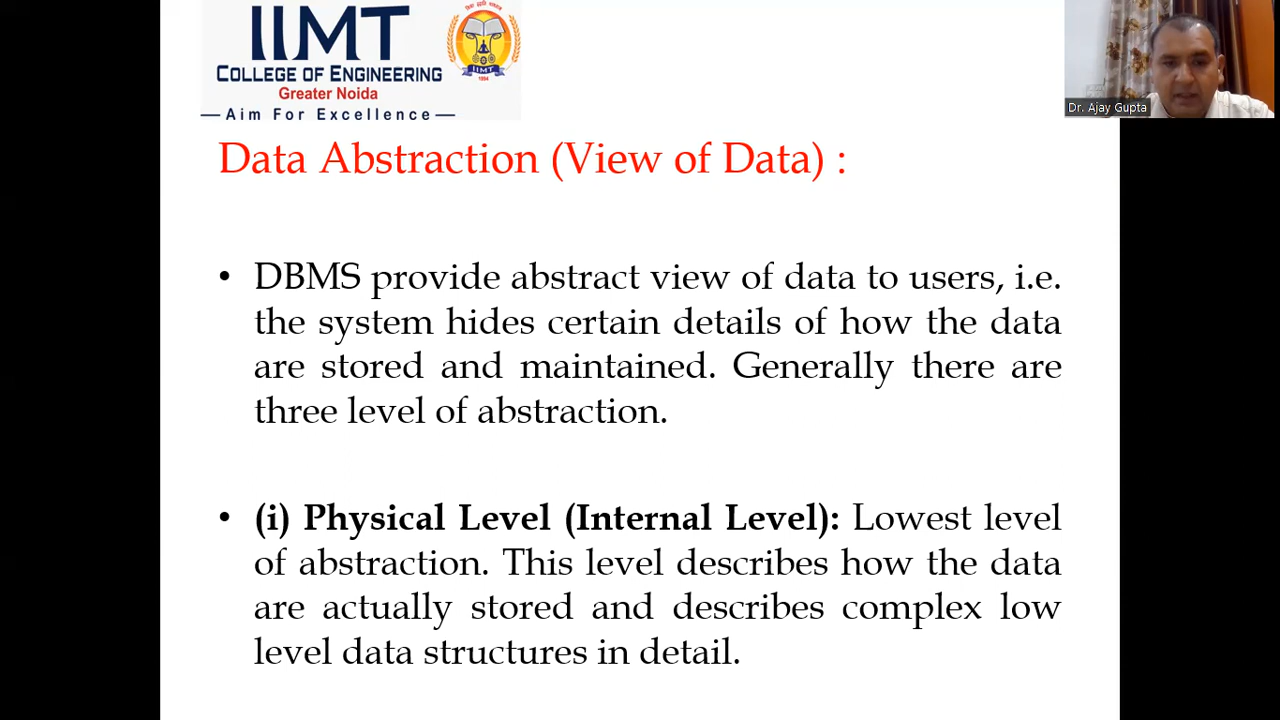 IIMT
COLLEGE OF ENGINEERING
Greater Noida
—Aim For Excellence—
IIMT
Dr. Ajay Gupta
Data Abstraction (View of Data) :
• DBMS provide abstract view of data to users, i.e.
the system hides certain details of how the data
are stored and maintained. Generally there are
three level of abstraction.
• (i) Physical Level (Internal Level): Lowest level
of abstraction. This level describes how the data
are actually stored and describes complex low
level data structures in detail.